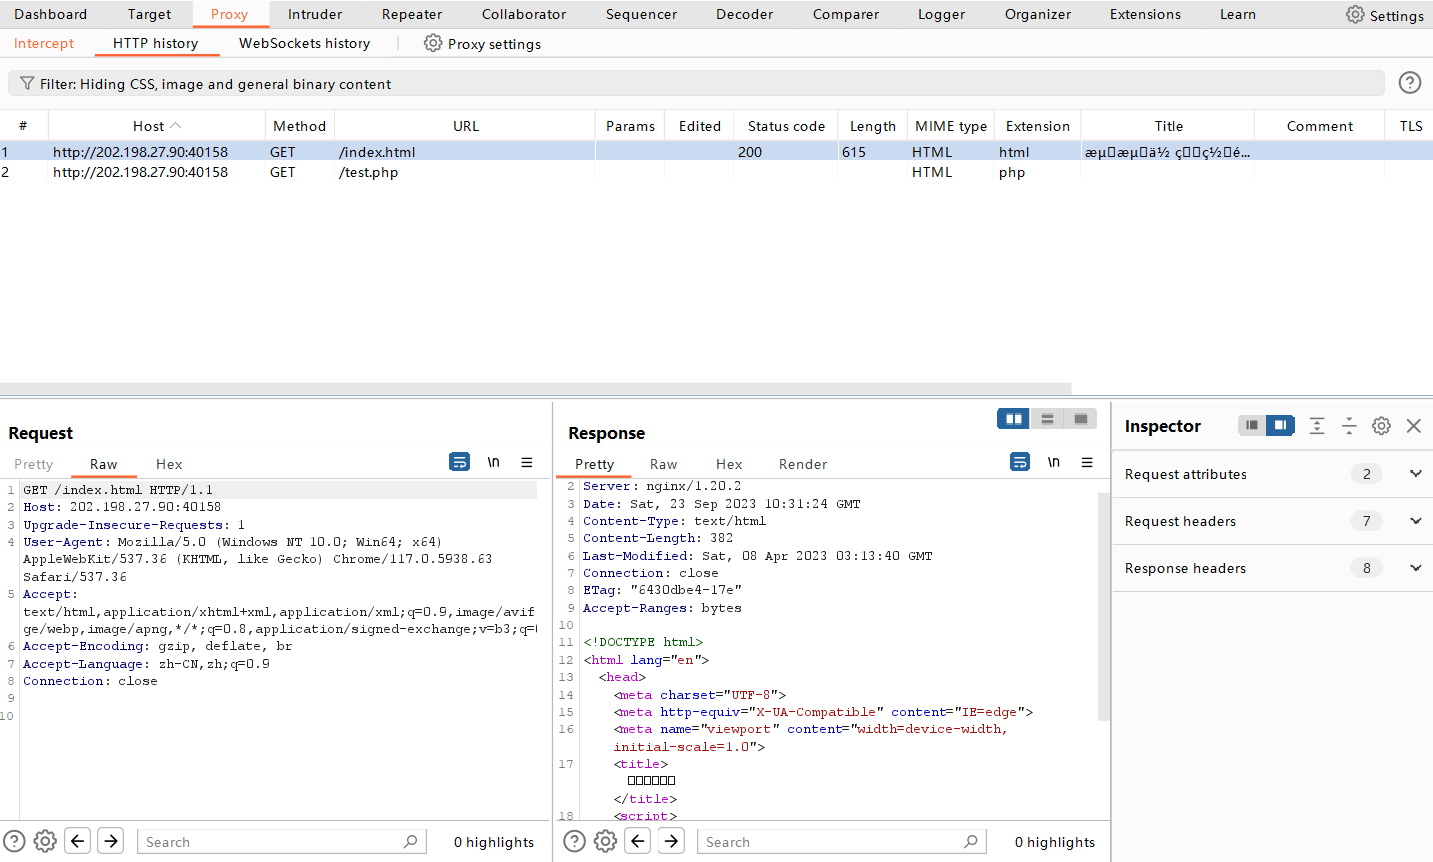 Dashboard Target Proxy Intruder Repeater Collaborator Sequencer Decoder Comparer Logger Organizer Extensions Learn Settings
Intercept HTTP history WebSockets history Proxy settings
Filter: Hiding CSS, image and general binary content
# Host Method URL Params Edited Status code Length MIME type Extension Title Comment TLS
1 http://202.198.27.90:40158 GET /index.html 200 615 HTML html
2 http://202.198.27.90:40158 GET /test.php HTML php
Request
Pretty Raw Hex \n
1 GET /index.html HTTP/1.1
2 Host: 202.198.27.90:40158
3 Upgrade-Insecure-Requests: 1
4 User-Agent: Mozilla/5.0 (Windows NT 10.0; Win64; x64)
AppleWebKit/537.36 (KHTML, like Gecko) Chrome/117.0.5938.63
Safari/537.36
5 Accept:
text/html,application/xhtml+xml,application/xml;q=0.9,image/avif
ge/webp,image/apng,*/*;q=0.8,application/signed-exchange;v=b3;q=
6 Accept-Encoding: gzip, deflate, br
7 Accept-Language: zh-CN,zh;q=0.9
8 Connection: close
9
10
Search 0 highlights
Response
Pretty Raw Hex Render \n
2 Server: nginx/1.20.2
3 Date: Sat, 23 Sep 2023 10:31:24 GMT
4 Content-Type: text/html
5 Content-Length: 382
6 Last-Modified: Sat, 08 Apr 2023 03:13:40 GMT
7 Connection: close
8 ETag: "6430dbe4-17e"
9 Accept-Ranges: bytes
10
11 <!DOCTYPE html>
12 <html lang="en">
13 <head>
14 <meta charset="UTF-8">
15 <meta http-equiv="X-UA-Compatible" content="IE=edge">
16 <meta name="viewport" content="width=device-width,
initial-scale=1.0">
17 <title>
</title>
18 <script>
Search 0 highlights
Inspector
Request attributes 2
Request headers 7
Response headers 8